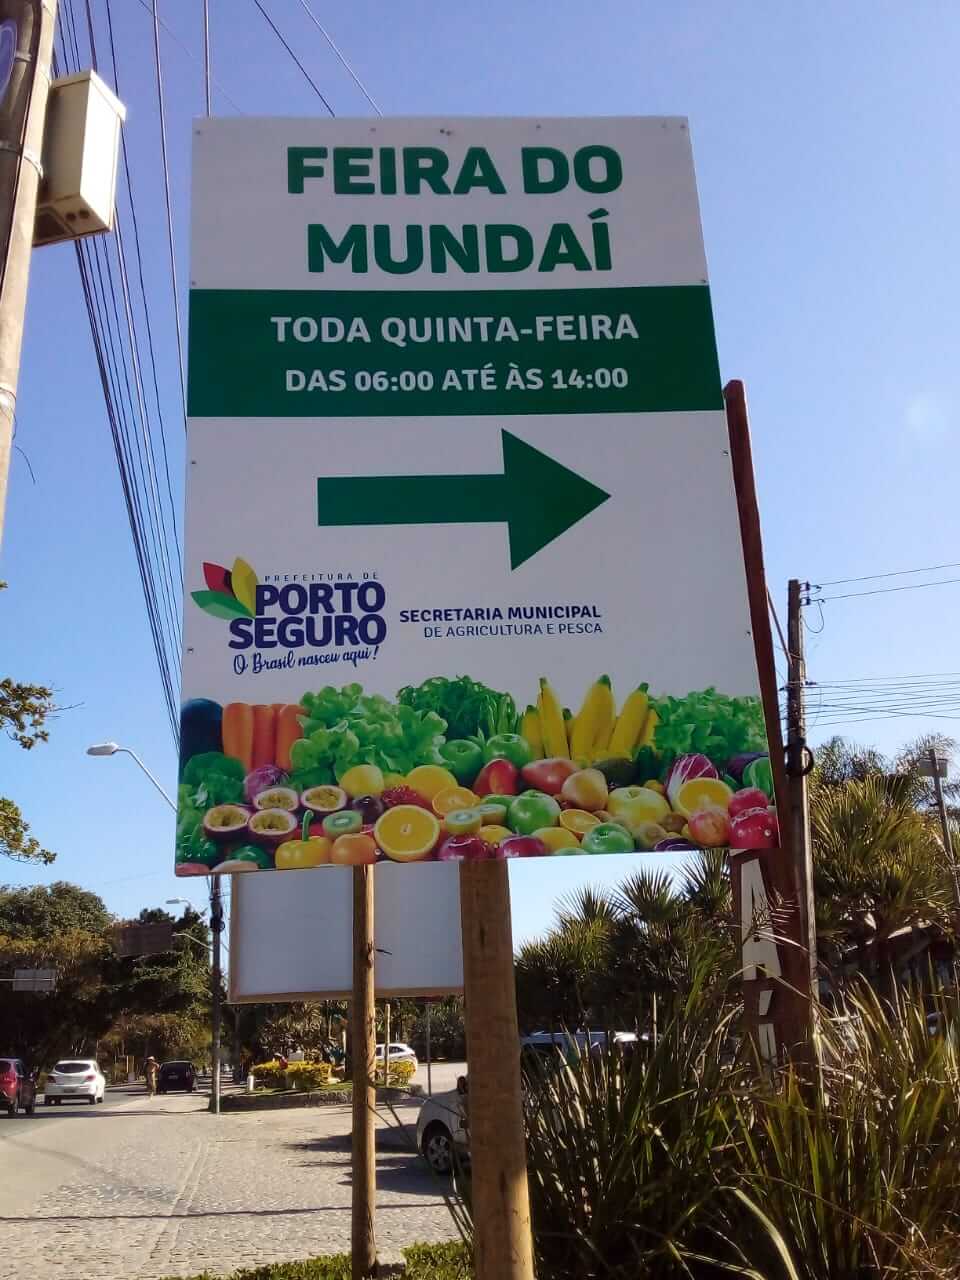 FEIRA DO
MUNDAÍ
TODA QUINTA-FEIRA
DAS 06:00 ATÉ ÀS 14:00
PREFEITURA DE
PORTO
SEGURO
O Brasil nasceu aqui!
SECRETARIA MUNICIPAL
DE AGRICULTURA E PESCA